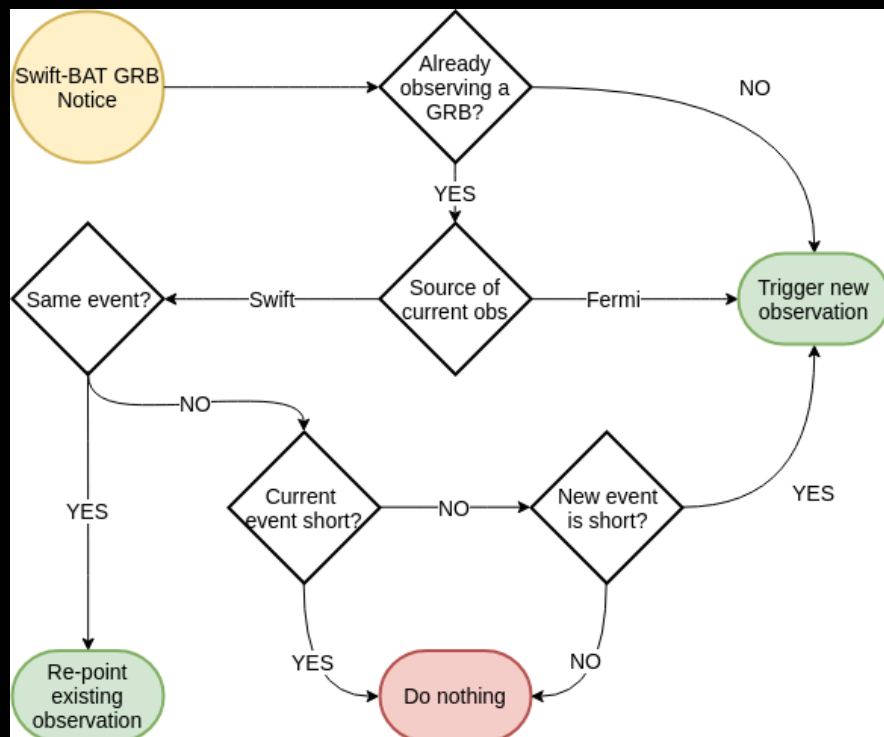 Swift-BAT GRB
Notice
Already
observing a
GRB?
NO
YES
Same event?
Swift
Source of
current obs
Fermi
Trigger new
observation
NO
Current
event short?
NO
New event
is short?
YES
YES
YES
NO
Re-point
existing
observation
Do nothing